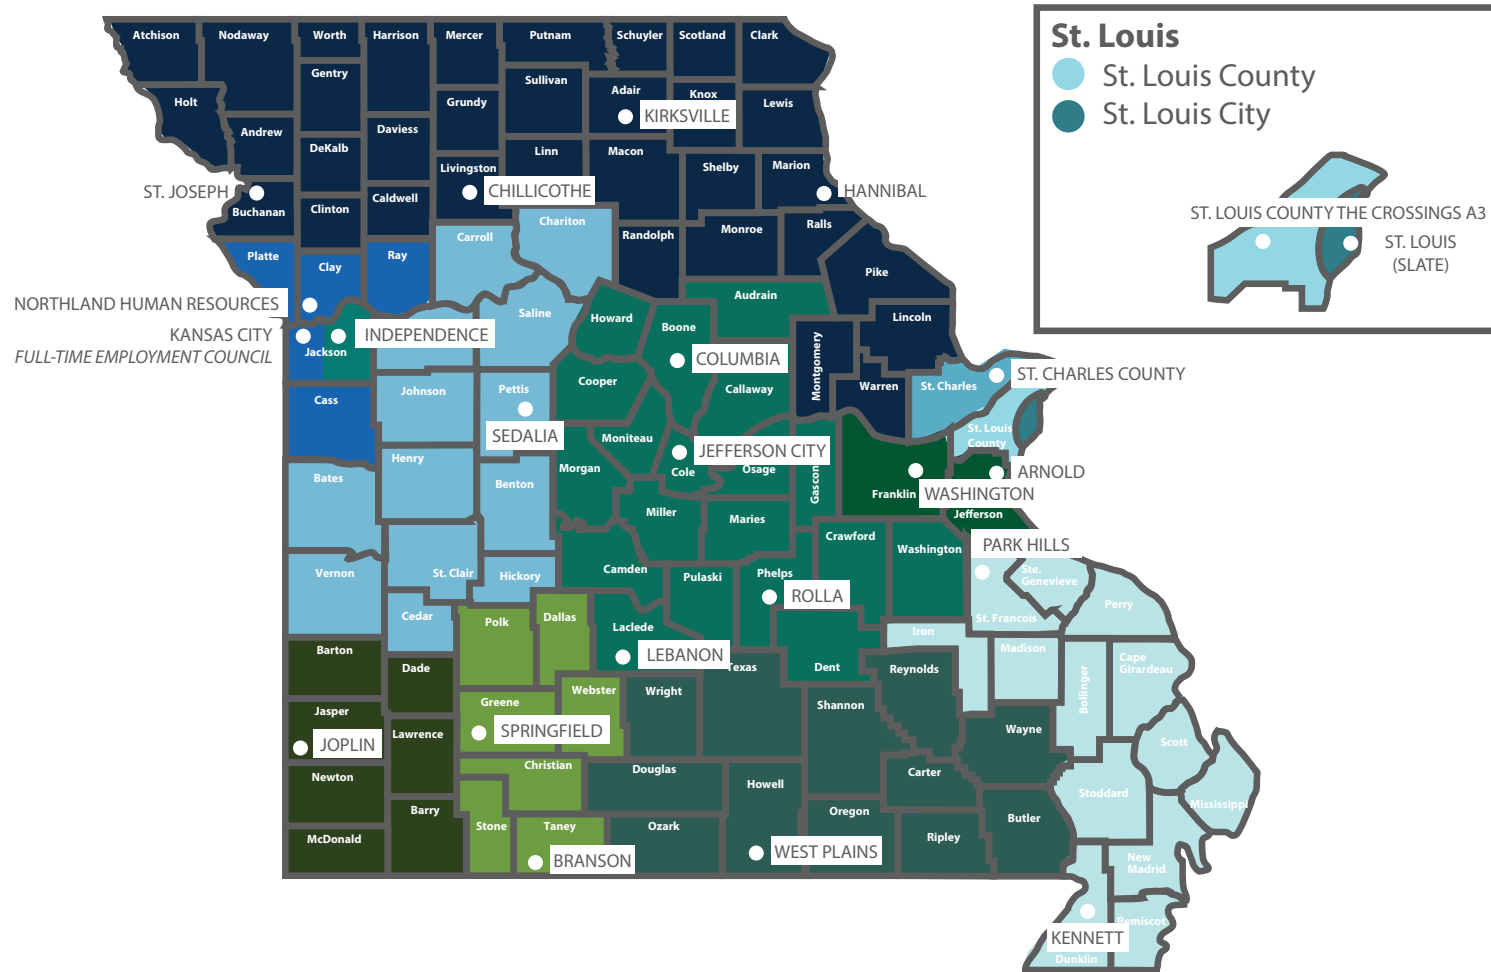 Atchison
Nodaway
Worth
Harrison
Mercer
Putnam
Schuyler
Scotland
Clark
Gentry
Sullivan
Adair
Knox
Holt
Grundy
Lewis
KIRKSVILLE
Andrew
Daviess
DeKalb
Linn
Macon
Livingston
Shelby
Marion
ST. JOSEPH
CHILLICOTHE
HANNIBAL
Buchanan
Clinton
Caldwell
Chariton
Randolph
Monroe
Ralls
Carroll
Platte
Clay
Ray
Pike
Audrain
NORTHLAND HUMAN RESOURCES
Saline
Howard
Boone
Lincoln
KANSAS CITY
INDEPENDENCE
FULL-TIME EMPLOYMENT COUNCIL
Jackson
COLUMBIA
Montgomery
ST. CHARLES COUNTY
Cass
Johnson
Pettis
Cooper
Callaway
Warren
St. Charles
SEDALIA
Moniteau
JEFFERSON CITY
St. Louis
County
Henry
Morgan
Cole
Osage
Gascon
ARNOLD
Bates
Benton
Franklin
WASHINGTON
Miller
Maries
Jefferson
Crawford
Washington
PARK HILLS
Vernon
St. Clair
Hickory
Camden
Pulaski
Phelps
Ste.
Genevieve
ROLLA
Cedar
Polk
Dallas
Perry
Laclede
St. Francois
Iron
Barton
Dade
LEBANON
Texas
Dent
Reynolds
Madison
Cape
Girardeau
Bollinger
Webster
Wright
Greene
Shannon
Jasper
Lawrence
SPRINGFIELD
Wayne
Scott
JOPLIN
Newton
Christian
Douglas
Howell
Carter
Stoddard
Mississippi
Barry
Stone
Taney
Ozark
Oregon
Butler
McDonald
BRANSON
WEST PLAINS
Ripley
New
Madrid
Pemiscot
KENNETT
Dunklin
St. Louis
St. Louis County
St. Louis City
ST. LOUIS COUNTY THE CROSSINGS A3
ST. LOUIS
(SLATE)